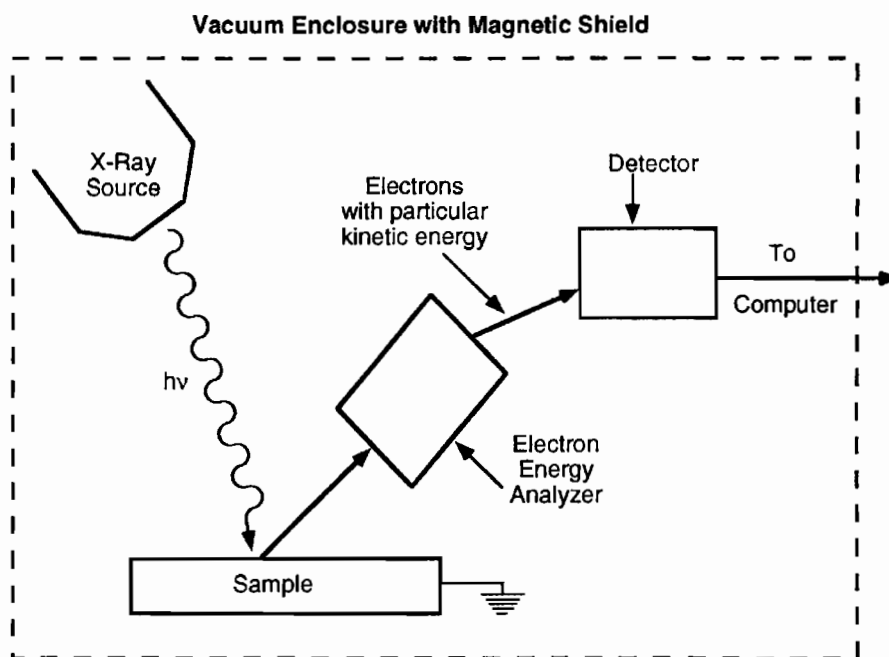 Vacuum Enclosure with Magnetic Shield
X-Ray
Source
Electrons
with particular
kinetic energy
Detector
To
Computer
hν
Electron
Energy
Analyzer
Sample